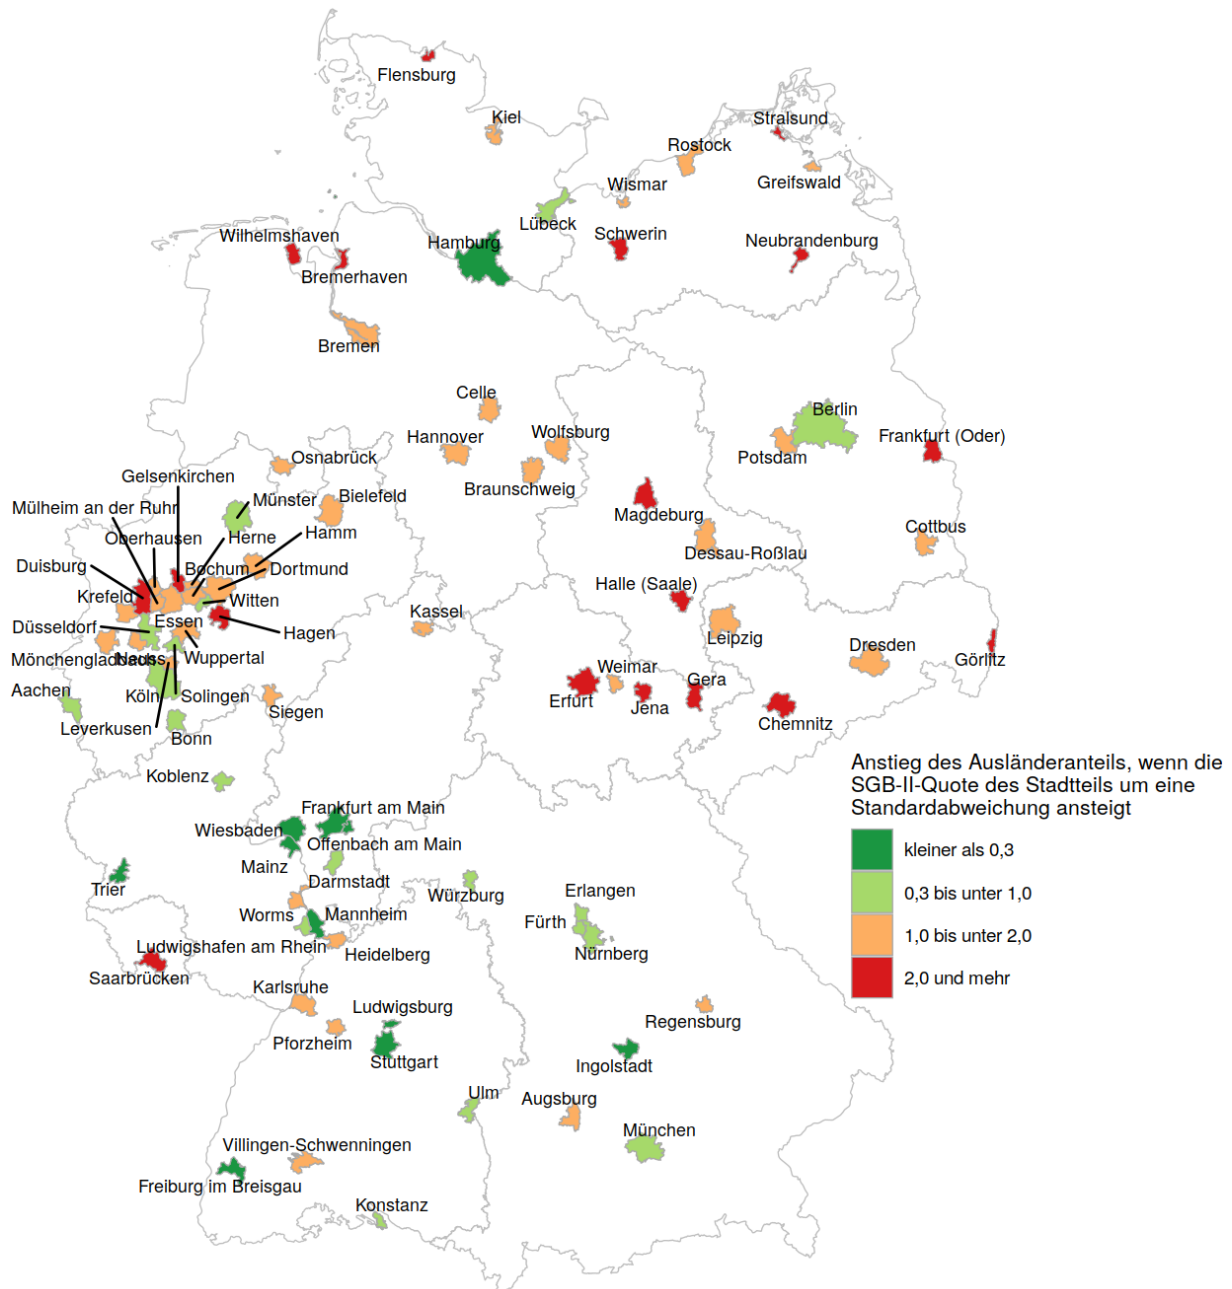 Flensburg
Kiel
Stralsund
Rostock
Greifswald
Wismar
Lübeck
Schwerin
Neubrandenburg
Hamburg
Wilhelmshaven
Bremerhaven
Bremen
Celle
Hannover
Wolfsburg
Braunschweig
Berlin
Potsdam
Frankfurt (Oder)
Osnabrück
Gelsenkirchen
Münster
Bielefeld
Magdeburg
Mülheim an der Ruhr
Oberhausen
Herne
Hamm
Cottbus
Dessau-Roßlau
Duisburg
Bochum
Dortmund
Halle (Saale)
Krefeld
Witten
Kassel
Düsseldorf
Essen
Hagen
Leipzig
Dresden
Görlitz
Mönchengladbach
Neuss
Wuppertal
Weimar
Gera
Aachen
Köln
Solingen
Erfurt
Jena
Chemnitz
Leverkusen
Siegen
Bonn
Koblenz
Anstieg des Ausländeranteils, wenn die
SGB-II-Quote des Stadtteils um eine
Standardabweichung ansteigt
kleiner als 0,3
0,3 bis unter 1,0
1,0 bis unter 2,0
2,0 und mehr
Frankfurt am Main
Wiesbaden
Offenbach am Main
Mainz
Darmstadt
Trier
Würzburg
Erlangen
Worms
Mannheim
Fürth
Ludwigshafen am Rhein
Heidelberg
Nürnberg
Saarbrücken
Karlsruhe
Ludwigsburg
Regensburg
Pforzheim
Stuttgart
Ingolstadt
Ulm
Augsburg
München
Villingen-Schwenningen
Freiburg im Breisgau
Konstanz